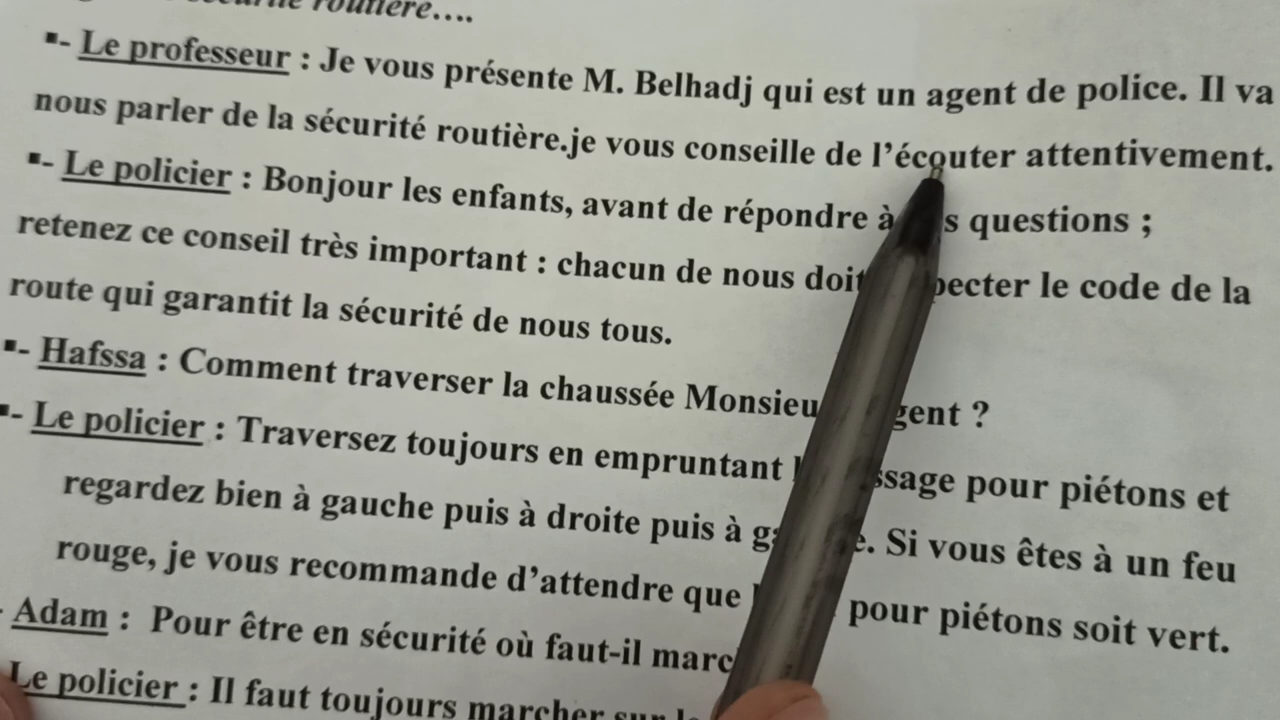 sécurité routière….
▪- Le professeur : Je vous présente M. Belhadj qui est un agent de police. Il va
nous parler de la sécurité routière.je vous conseille de l’écouter attentivement.
▪- Le policier : Bonjour les enfants, avant de répondre à questions ;
retenez ce conseil très important : chacun de nous doit le code de la
route qui garantit la sécurité de nous tous.
▪- Hafssa : Comment traverser la chaussée ?
▪- Le policier : Traversez toujours en empruntant pour piétons et
regardez bien à gauche puis à droite puis à Si vous êtes à un feu
rouge, je vous recommande d’attendre que pour piétons soit vert.
- Adam : Pour être en sécurité où faut-il
Le policier : Il faut toujours marcher sur